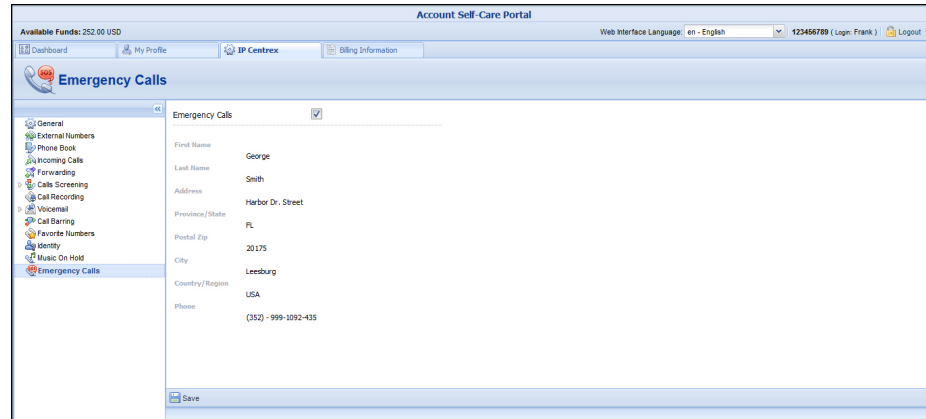 Account Self-Care Portal
Available Funds: 252.00 USD
Web Interface Language: en - English
123456789 ( Login: Frank )
Logout
Dashboard
My Profile
IP Centrex
Billing Information
SOS
Emergency Calls
General
External Numbers
Phone Book
Incoming Calls
Forwarding
Calls Screening
Call Recording
Voicemail
Call Barring
Favorite Numbers
Identity
Music On Hold
Emergency Calls
Emergency Calls
First Name
George
Last Name
Smith
Address
Harbor Dr. Street
Province/State
FL
Postal Zip
20175
City
Leesburg
Country/Region
USA
Phone
(352) - 999-1092-435
Save